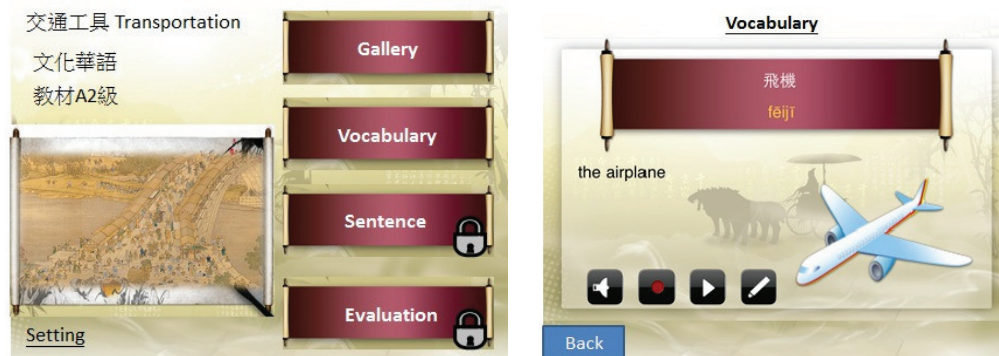 交通工具 Transportation
文化華語
教材A2級
Gallery
Vocabulary
Sentence
Evaluation
Setting
Vocabulary
飛機
fēijī
the airplane
Back